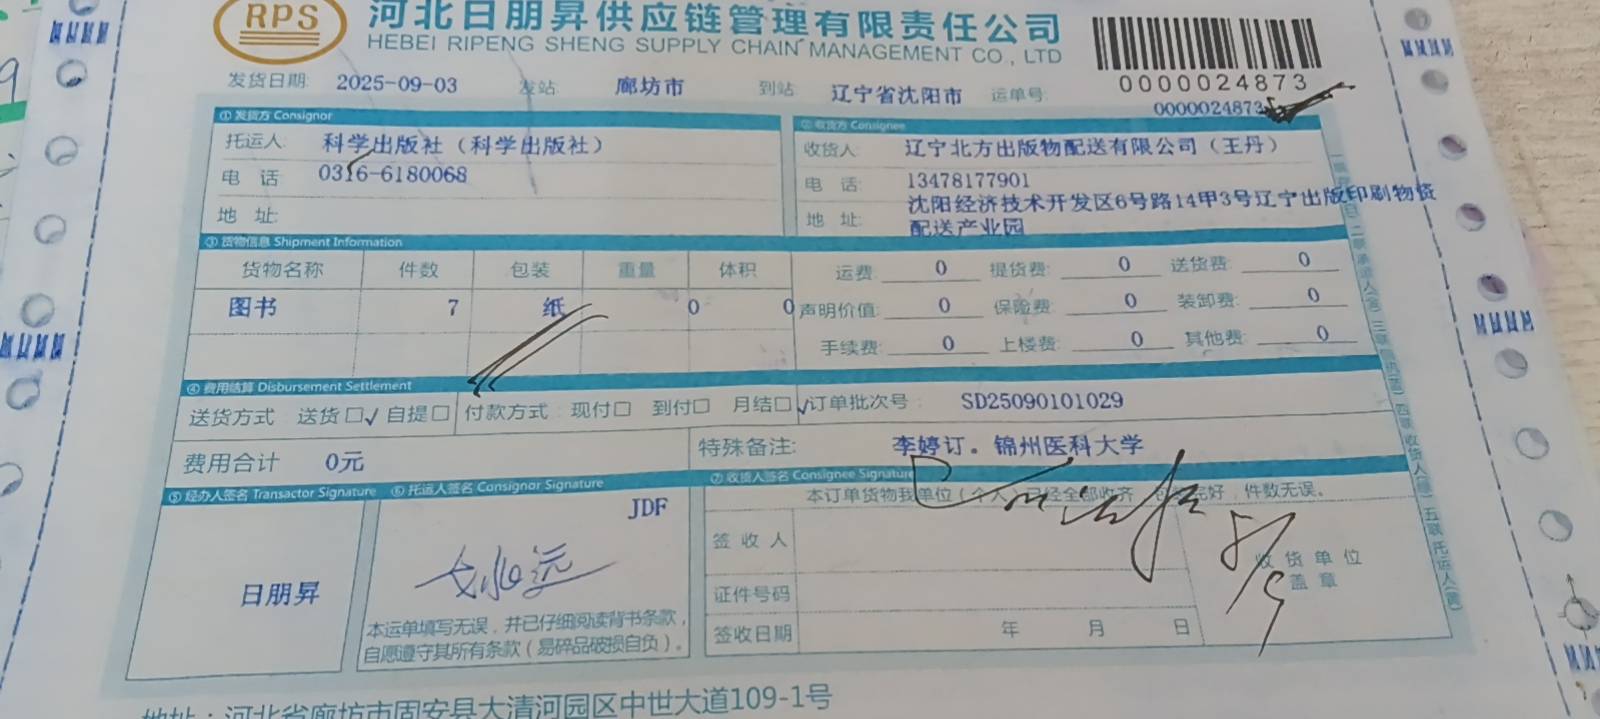 RPS
河北日朋昇供应链管理有限责任公司
HEBEI RIPENG SHENG SUPPLY CHAIN MANAGEMENT CO., LTD
0000024873
发货日期: 2025-09-03 发站: 廊坊市 到站: 辽宁省沈阳市 运单号: 0000024873
① 发货方 Consignor
托运人: 科学出版社（科学出版社）
电 话 0316-6180068
地 址:
② 收货方 Consignee
收货人: 辽宁北方出版物配送有限公司（王丹）
电 话: 13478177901
地 址: 沈阳经济技术开发区6号路14甲3号辽宁出版印刷物资
配送产业园
③ 货物信息 Shipment Information
货物名称 件数 包装 重量 体积
图书 7 纸 0 0
运费: 0 提货费: 0 送货费: 0
声明价值: 0 保险费: 0 装卸费: 0
手续费: 0 上楼费: 0 其他费: 0
④ 费用结算 Disbursement Settlement
送货方式 送货 □√ 自提 □ 付款方式: 现付□ 到付□ 月结□√ 订单批次号: SD25090101029
费用合计 0元 特殊备注: 李婷订。锦州医科大学
⑤ 经办人签名 Transactor Signature
日朋昇
⑥ 托运人签名 Consignor Signature
JDF
本运单填写无误，并已仔细阅读背书条款，
自愿遵守其所有条款（易碎品破损自负）。
⑦ 收货人签名 Consignee Signature
本订单货物我单位（个人）已经全部收齐，包装完好，件数无误。
签 收 人
证件号码
签收日期 年 月 日
收 货 单 位
盖 章
5/9
地址：河北省廊坊市固安县大清河园区中世大道109-1号